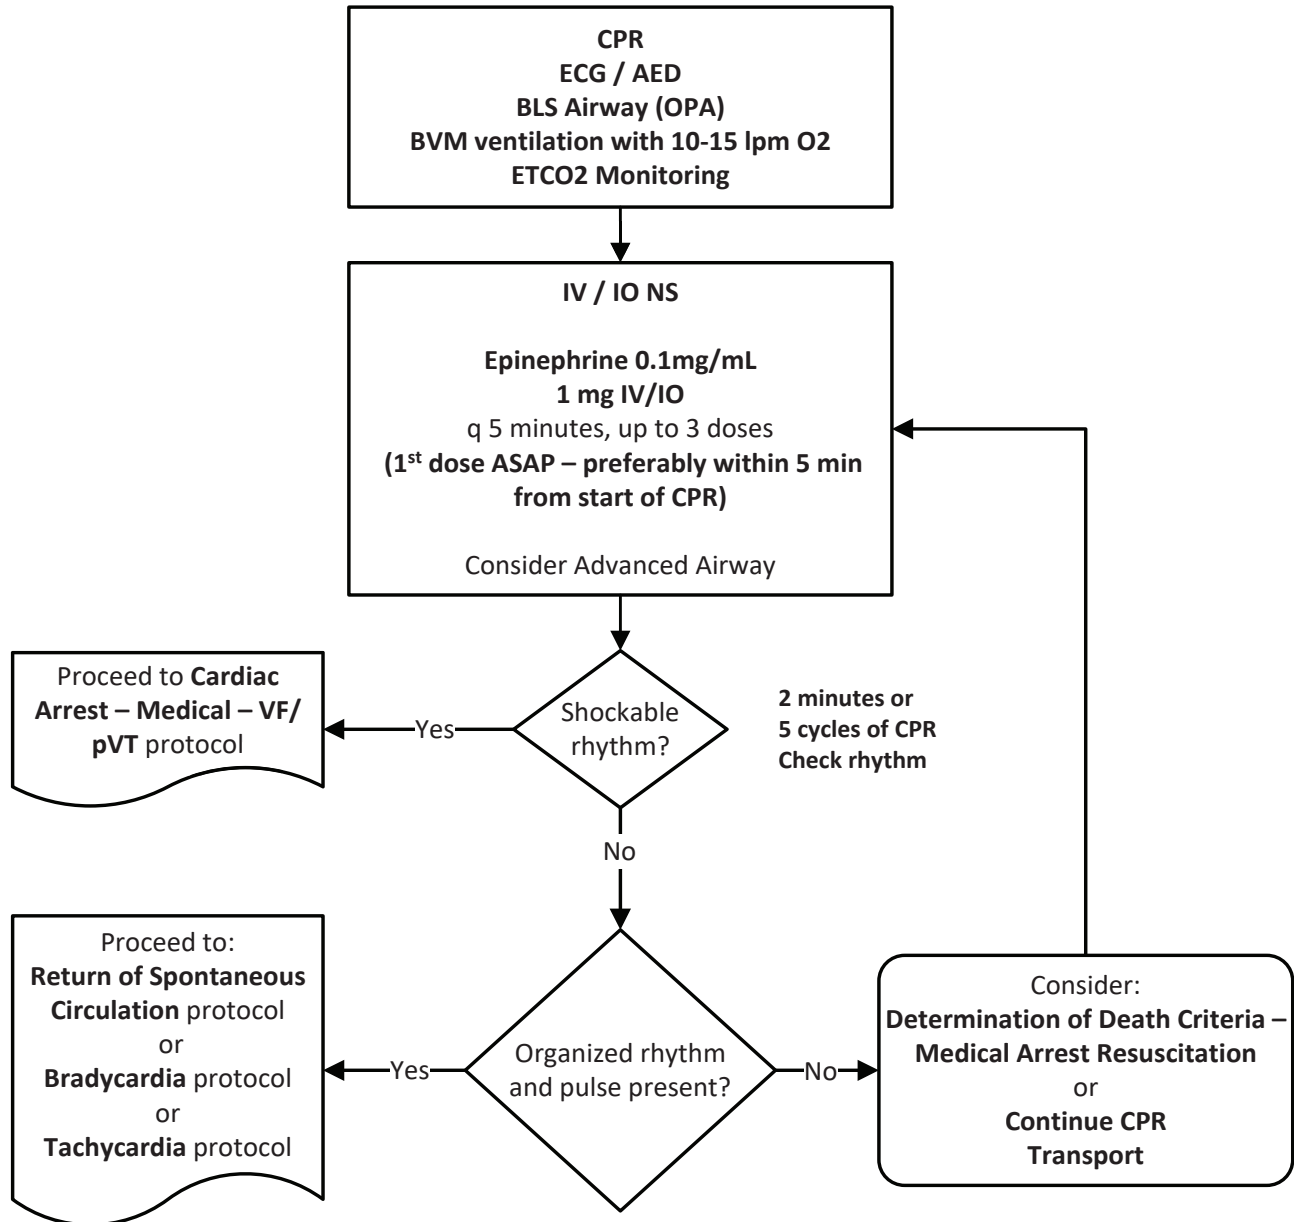 CPR
ECG / AED
BLS Airway (OPA)
BVM ventilation with 10-15 lpm O2
ETCO2 Monitoring
IV / IO NS
Epinephrine 0.1mg/mL
1 mg IV/IO
q 5 minutes, up to 3 doses
(1st dose ASAP – preferably within 5 min
from start of CPR)
Consider Advanced Airway
Proceed to Cardiac
Arrest – Medical – VF/
pVT protocol
Yes
Shockable
rhythm?
2 minutes or
5 cycles of CPR
Check rhythm
No
Proceed to:
Return of Spontaneous
Circulation protocol
or
Bradycardia protocol
or
Tachycardia protocol
Yes
Organized rhythm
and pulse present?
No
Consider:
Determination of Death Criteria –
Medical Arrest Resuscitation
or
Continue CPR
Transport